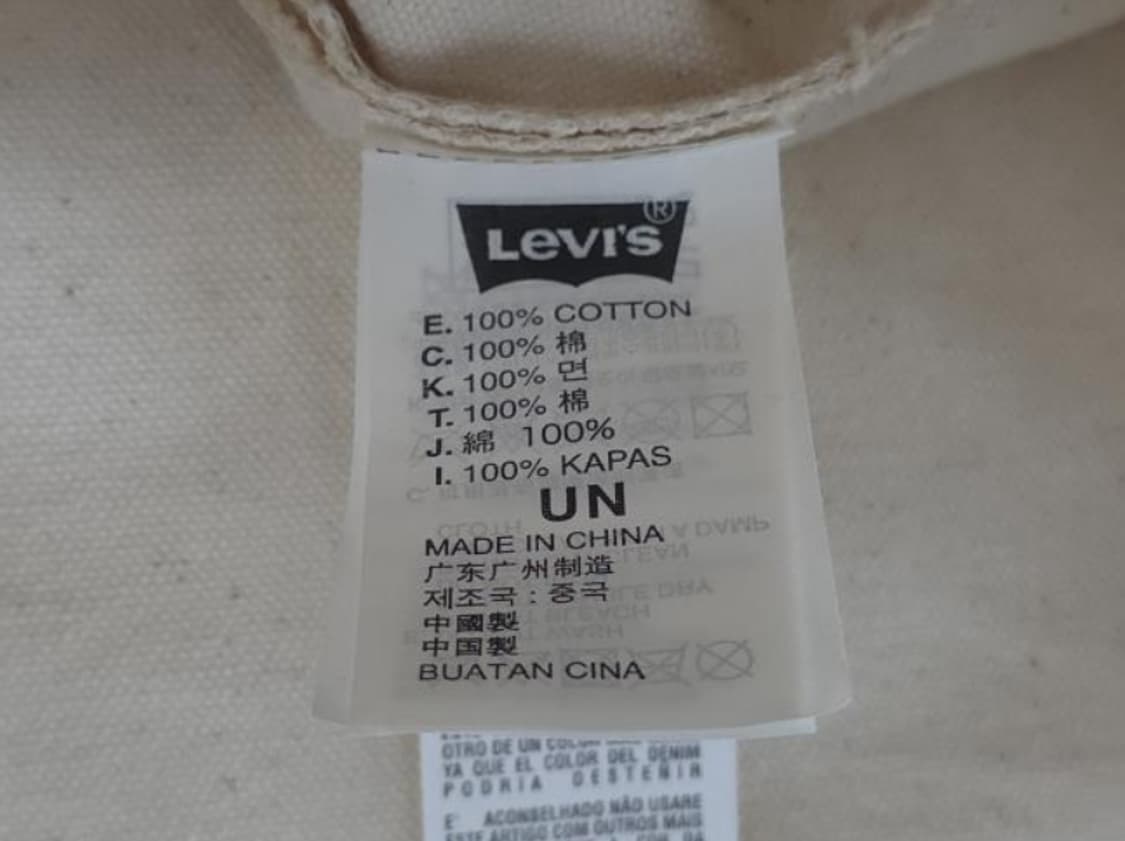 LEVI'S®
E. 100% COTTON
C. 100% 棉
K. 100% 면
T. 100% 棉
J. 綿 100%
I. 100% KAPAS
UN
MADE IN CHINA
广东广州制造
제조국 : 중국
中國製
中国製
BUATAN CINA
OTRO DE UN COLOR
YA QUE EL COLOR DEL DENIM
PODRIA DESTEÑIR
E' ACONSELHADO NÃO USARE
ESTE ARTIGO COM OUTROS MAIS